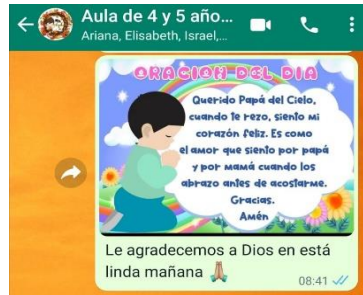 Aula de 4 y 5 año...
Ariana, Elisabeth, Israel,...
ORACION DEL DIA
Querido Papá del Cielo,
cuando te rezo, siento mi
corazón feliz. Es como
el amor que siento por papá
y por mamá cuando los
abrazo antes de acostarme.
Gracias.
Amén
Le agradecemos a Dios en está
linda mañana 🙏🏼
08:41